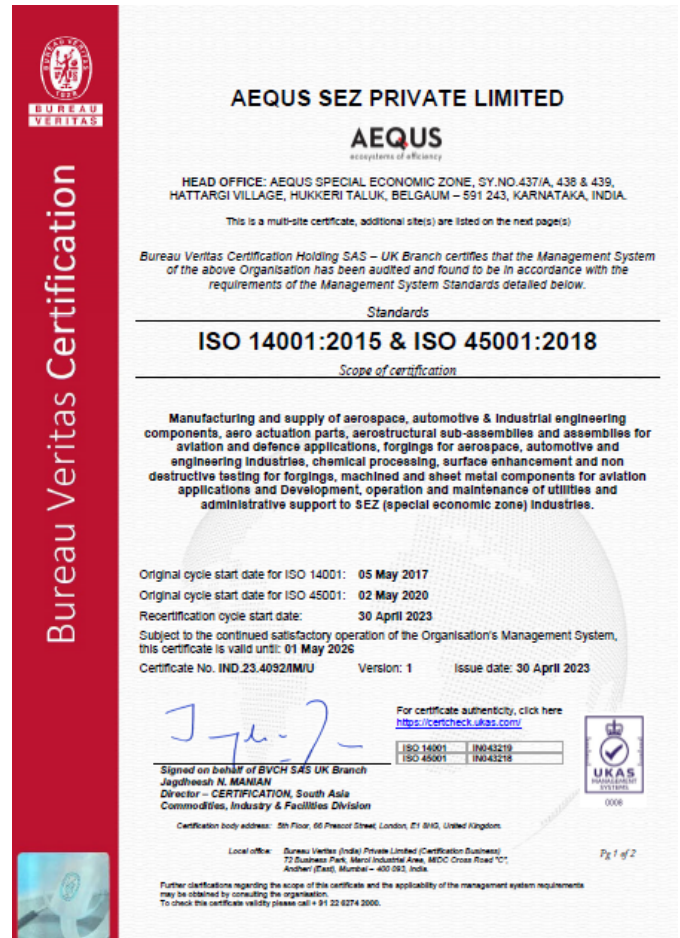 BUREAU
VERITAS
Bureau Veritas Certification
AEQUS SEZ PRIVATE LIMITED
AEQUS
ecosystems of efficiency
HEAD OFFICE: AEQUS SPECIAL ECONOMIC ZONE, SY.NO.437/A, 438 & 439,
HATTARGI VILLAGE, HUKKERI TALUK, BELGAUM – 591 243, KARNATAKA, INDIA.
This is a multi-site certificate, additional site(s) are listed on the next page(s)
Bureau Veritas Certification Holding SAS – UK Branch certifies that the Management System
of the above Organisation has been audited and found to be in accordance with the
requirements of the Management System Standards detailed below.
Standards
ISO 14001:2015 & ISO 45001:2018
Scope of certification
Manufacturing and supply of aerospace, automotive & industrial engineering
components, aero actuation parts, aerostructural sub-assemblies and assemblies for
aviation and defence applications, forgings for aerospace, automotive and
engineering industries, chemical processing, surface enhancement and non
destructive testing for forgings, machined and sheet metal components for aviation
applications and Development, operation and maintenance of utilities and
administrative support to SEZ (special economic zone) industries.
Original cycle start date for ISO 14001: 05 May 2017
Original cycle start date for ISO 45001: 02 May 2020
Recertification cycle start date: 30 April 2023
Subject to the continued satisfactory operation of the Organisation's Management System,
this certificate is valid until: 01 May 2026
Certificate No. IND.23.4092/IM/U Version: 1 Issue date: 30 April 2023
For certificate authenticity, click here
https://certcheck.ukas.com/
ISO 14001 IN043219
ISO 45001 IN043218
UKAS
MANAGEMENT
SYSTEMS
0008
Signed on behalf of BVCH SAS UK Branch
Jagdheesh N. MANIAN
Director – CERTIFICATION, South Asia
Commodities, Industry & Facilities Division
Certification body address: 5th Floor, 66 Prescot Street, London, E1 8HG, United Kingdom.
Local office: Bureau Veritas (India) Private Limited (Certification Business)
72 Business Park, Marol Industrial Area, MIDC Cross Road "C",
Andheri (East), Mumbai – 400 093, India.
Pg 1 of 2
Further clarifications regarding the scope of this certificate and the applicability of the management system requirements
may be obtained by consulting the organisation.
To check this certificate validity please call + 91 22 6274 2000.